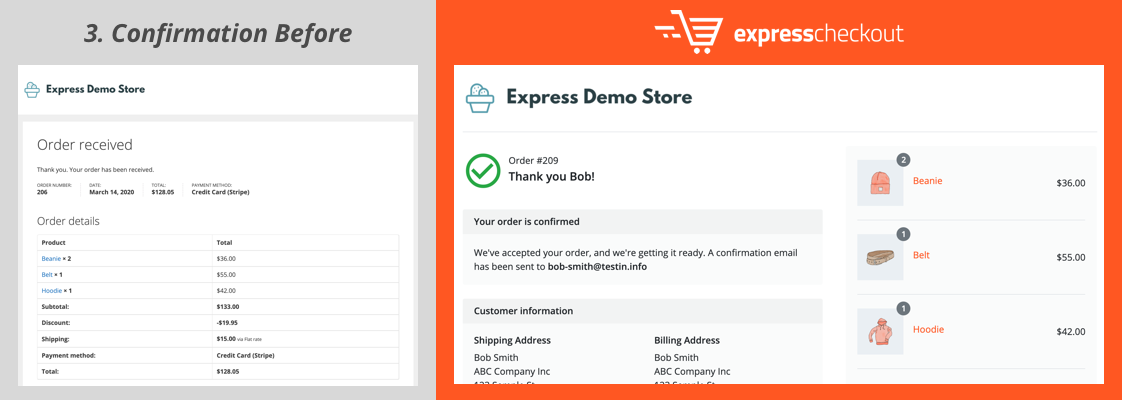 3. Confirmation Before
Express Demo Store
Order received
Thank you. Your order has been received.
ORDER NUMBER: DATE: TOTAL: PAYMENT METHOD:
206 March 14, 2020 $128.05 Credit Card (Stripe)
Order details
Product Total
Beanie × 2 $36.00
Belt × 1 $55.00
Hoodie × 1 $42.00
Subtotal: $133.00
Discount: -$19.95
Shipping: $15.00 via Flat rate
Payment method: Credit Card (Stripe)
Total: $128.05
expresscheckout
Express Demo Store
Order #209
Thank you Bob!
Your order is confirmed
We've accepted your order, and we're getting it ready. A confirmation email
has been sent to bob-smith@testin.info
Customer information
Shipping Address Billing Address
Bob Smith Bob Smith
ABC Company Inc ABC Company Inc
2
Beanie $36.00
1
Belt $55.00
1
Hoodie $42.00